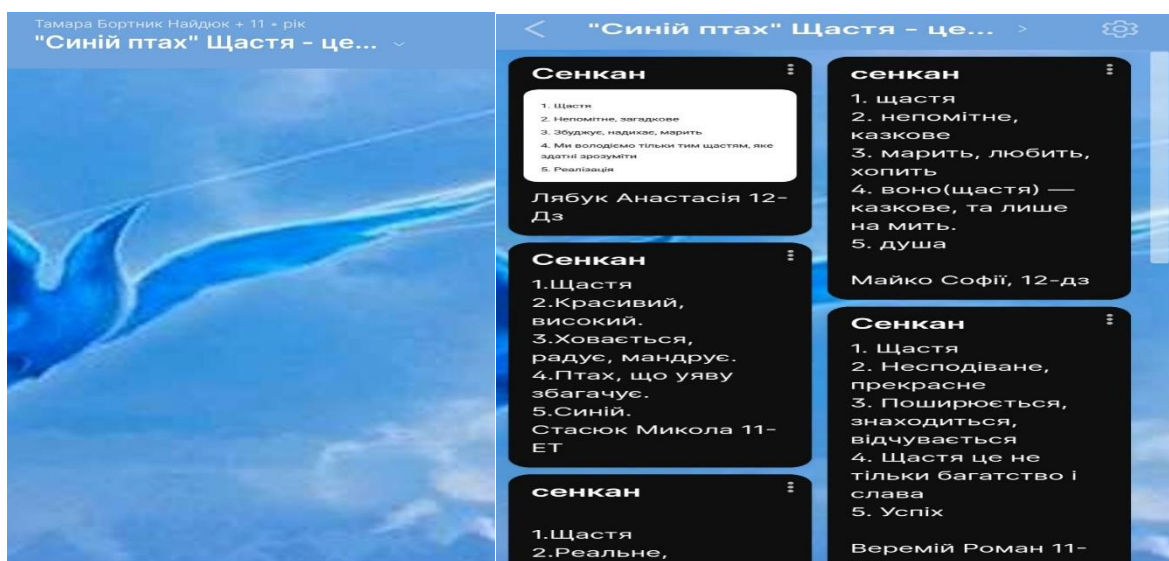 Тамара Бортник Найдюк + 11 • рік
"Синій птах" Щастя – це...
"Синій птах" Щастя – це...
Сенкан
1. Щастя
2. Непомітне, загадкове
3. Збуджує, надихає, марить
4. Ми володіємо тільки тим щастям, яке
здатні зрозуміти
5. Реалізація
Лябук Анастасія 12-
Дз
Сенкан
1.Щастя
2.Красивий,
високий.
3.Ховається,
радує, мандрує.
4.Птах, що уяву
збагачує.
5.Синій.
Стасюк Микола 11-
ЕТ
сенкан
1.Щастя
2.Реальне,
сенкан
1. щастя
2. непомітне,
казкове
3. марить, любить,
хопить
4. воно(щастя) —
казкове, та лише
на мить.
5. душа
Майко Софії, 12-дз
Сенкан
1. Щастя
2. Несподіване,
прекрасне
3. Поширюється,
знаходиться,
відчувається
4. Щастя це не
тільки багатство і
слава
5. Успіх
Веремій Роман 11-